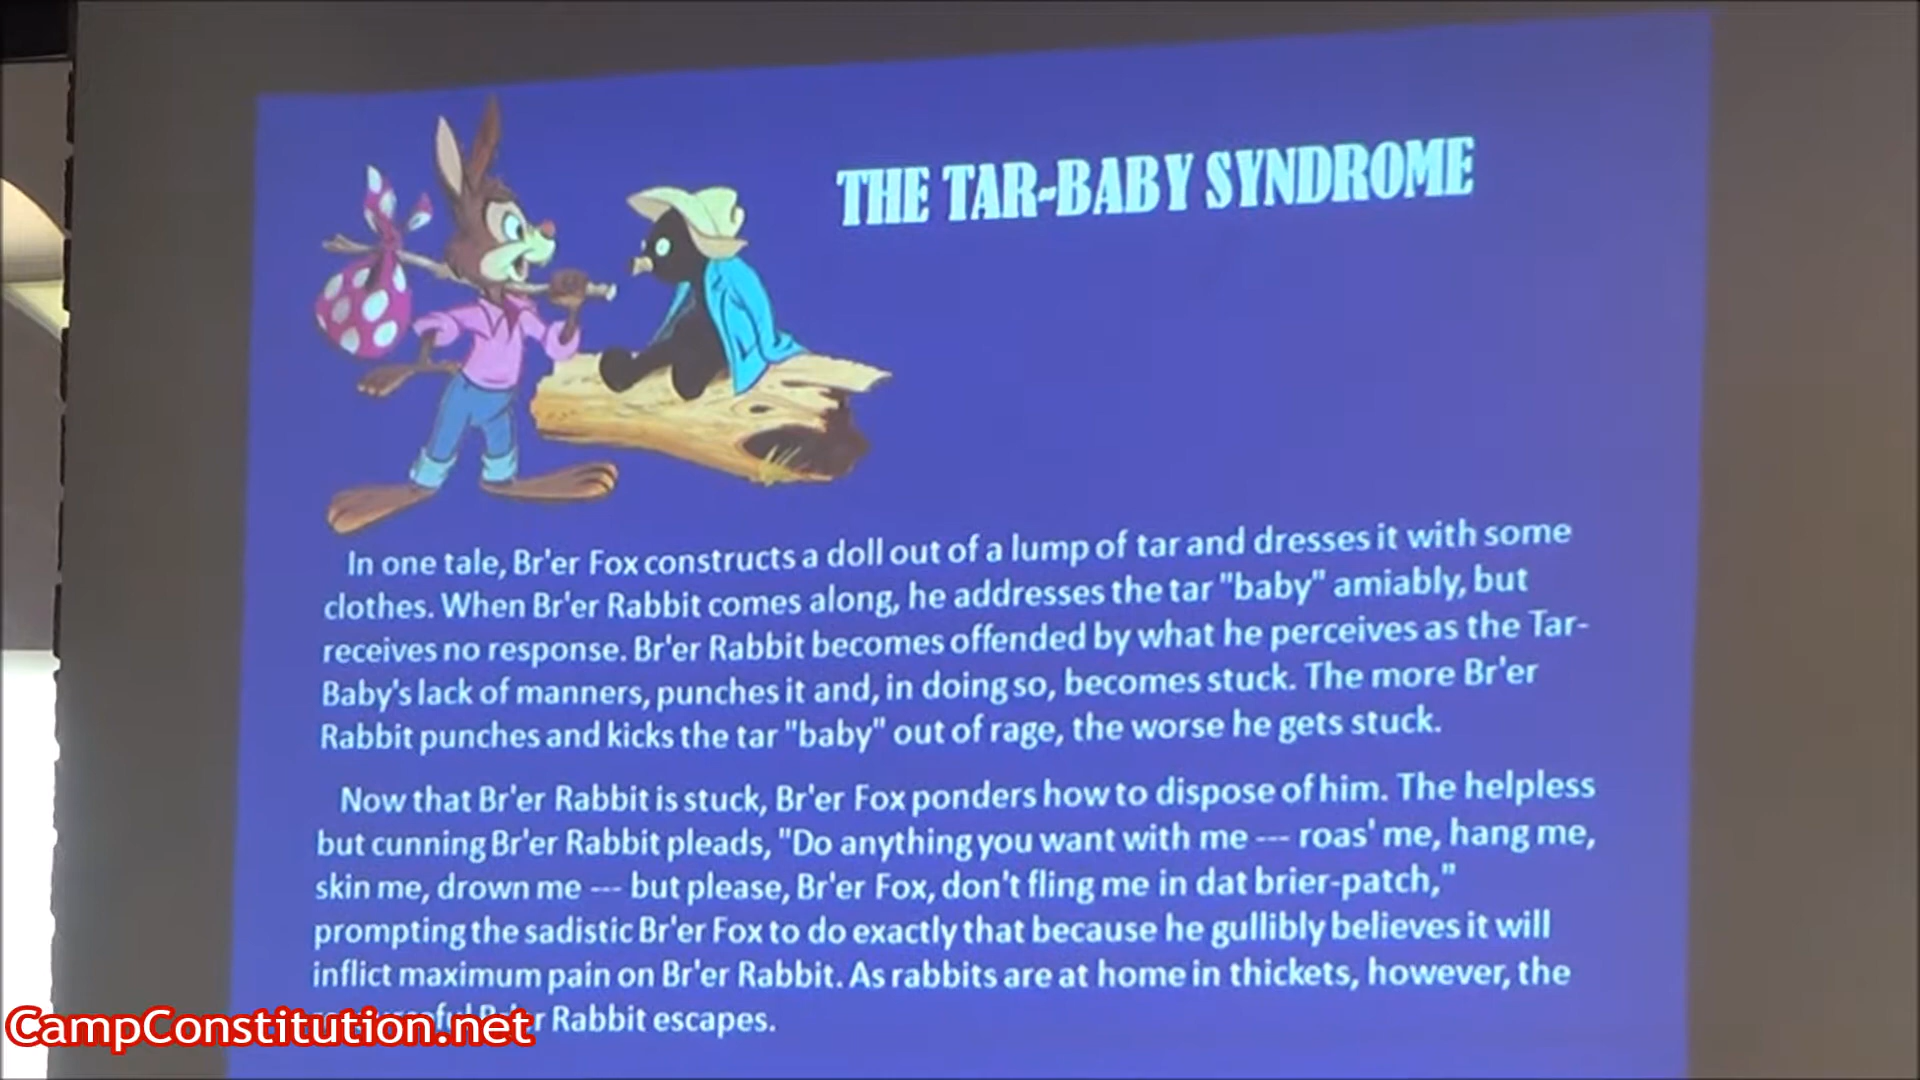 THE TAR-BABY SYNDROME
In one tale, Br'er Fox constructs a doll out of a lump of tar and dresses it with some
clothes. When Br'er Rabbit comes along, he addresses the tar "baby" amiably, but
receives no response. Br'er Rabbit becomes offended by what he perceives as the Tar-
Baby's lack of manners, punches it and, in doing so, becomes stuck. The more Br'er
Rabbit punches and kicks the tar "baby" out of rage, the worse he gets stuck.
Now that Br'er Rabbit is stuck, Br'er Fox ponders how to dispose of him. The helpless
but cunning Br'er Rabbit pleads, "Do anything you want with me --- roas' me, hang me,
skin me, drown me --- but please, Br'er Fox, don't fling me in dat brier-patch,"
prompting the sadistic Br'er Fox to do exactly that because he gullibly believes it will
inflict maximum pain on Br'er Rabbit. As rabbits are at home in thickets, however, the
Rabbit escapes.
CampConstitution.net